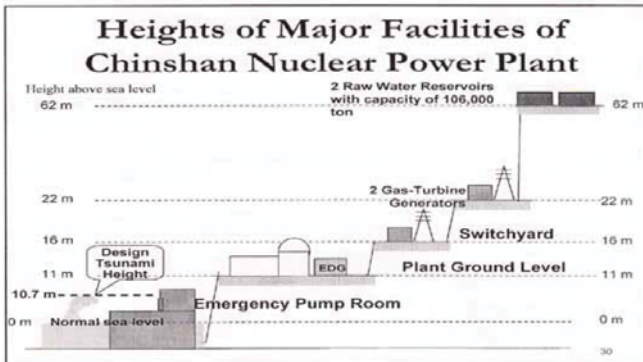 Heights of Major Facilities of
Chinshan Nuclear Power Plant
Height above sea level
2 Raw Water Reservoirs
with capacity of 106,000
ton
62 m
62 m
2 Gas-Turbine
Generators
22 m
22 m
Switchyard
16 m
16 m
Design
Tsunami
Height
EDG
Plant Ground Level
11 m
11 m
10.7 m
Emergency Pump Room
0 m
Normal sea level
0 m
30